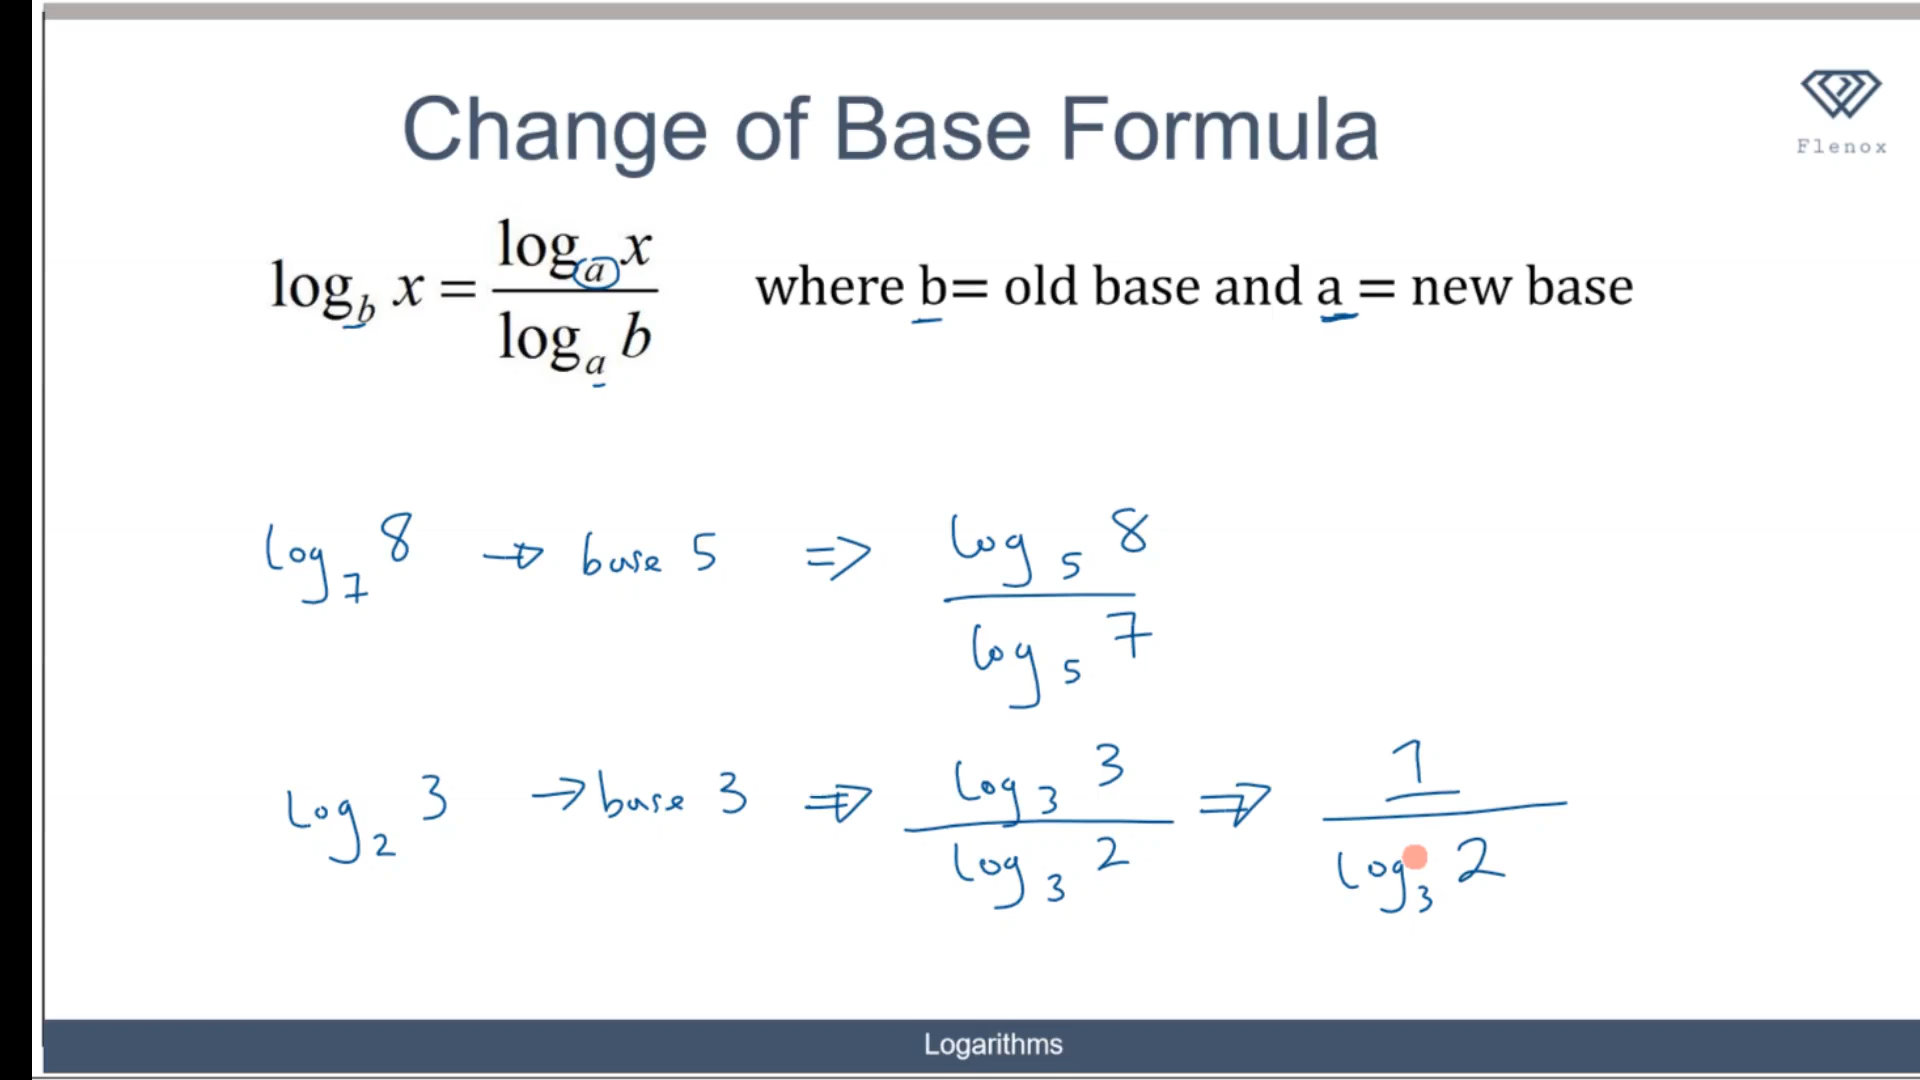 Change of Base Formula
Flenox
log_b x = log_a x / log_a b where b= old base and a = new base
log_7 8 → base 5 ⇒ log_5 8 / log_5 7
log_2 3 → base 3 ⇒ log_3 3 / log_3 2 ⇒ 1 / log_3 2
Logarithms